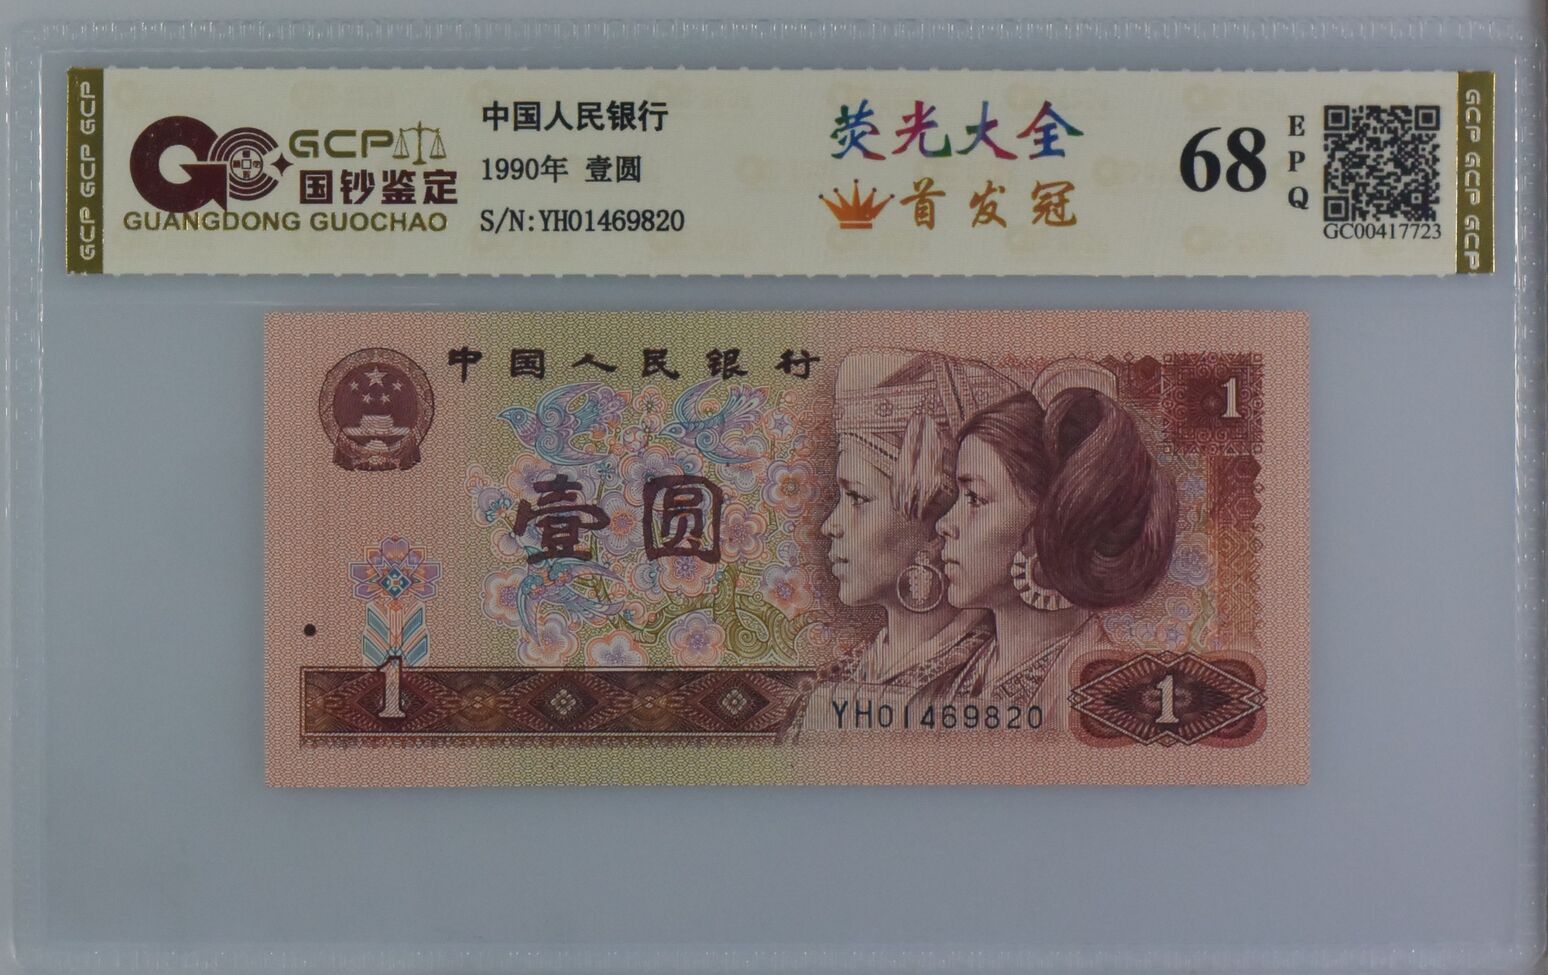 GCP GCP GCP
GCP
国钞鉴定
GUANGDONG GUOCHAO
中国人民银行
1990年 壹圆
S/N:YH01469820
荧光大全
首发冠
68
EPQ
GC00417723
GCP GCP GCP
中国人民银行
1
壹圆
1
YH01469820
1